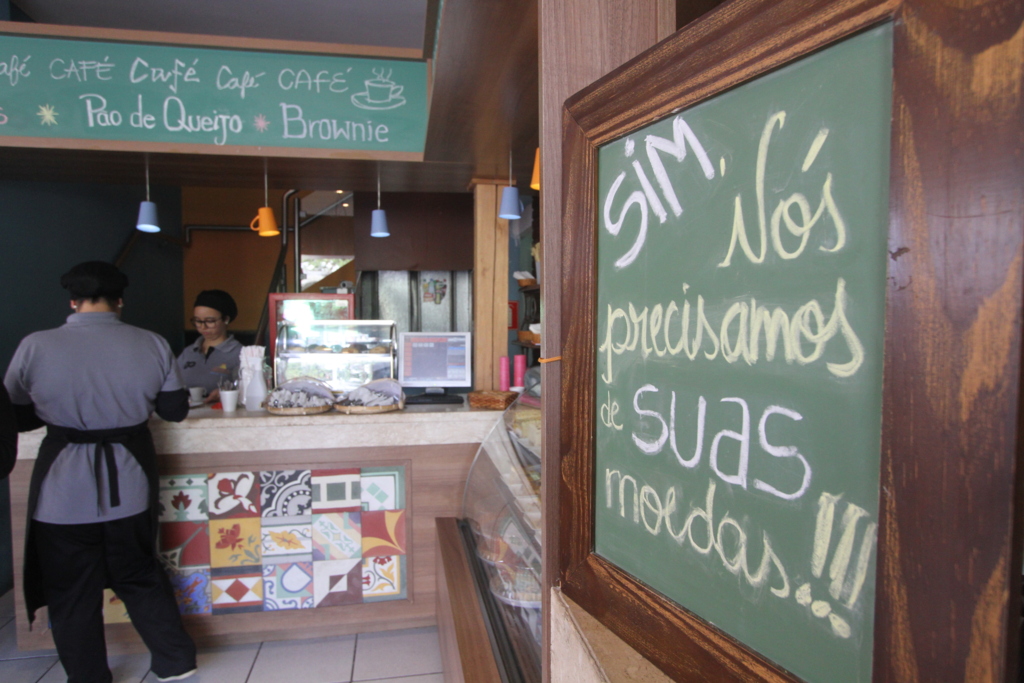 afé CAFÉ Café Café CAFÉ
s Pão de Queijo Brownie
SiM, Nós
precisamos
de SUAS
moedas..!!!